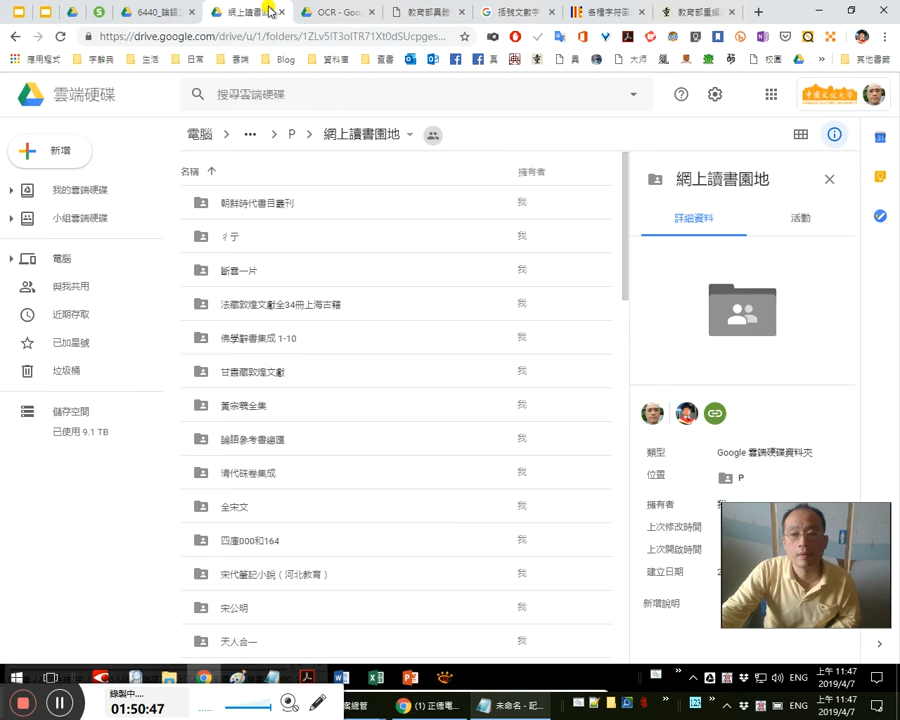 6440_論語
網上讀書
OCR - Goo
教育部異體
括號文數字
各種字符
教育部重編
https://drive.google.com/drive/u/1/folders/1ZLv5IT3olTR71Xt0dSUcpges...
應用程式 字辭典 生活 日常 雲端 Blog 資料庫 查書 真 異 大师 萌 校園 其他書籤
雲端硬碟
搜尋雲端硬碟
新增
電腦 ... P 網上讀書園地
名稱 擁有者
我的雲端硬碟
小組雲端硬碟
電腦
與我共用
近期存取
已加星號
垃圾桶
儲存空間
已使用 9.1 TB
朝鮮時代書目叢刊 我
彳亍 我
斷雲一片 我
法藏敦煌文獻全34冊上海古籍 我
佛學辭書集成 1-10 我
甘肅藏敦煌文獻 我
黃宗羲全集 我
論語參考書總匯 我
清代硃卷集成 我
全宋文 我
四庫000和164 我
宋代筆記小說（河北教育） 我
宋公明 我
天人合一 我
網上讀書園地
詳細資料 活動
類型 Google 雲端硬碟資料夾
位置 P
擁有者
上次修改時間
上次開啟時間
建立日期
新增說明
ENG
上午 11:47
2019/4/7
錄製中....
01:50:47
(1) 正德電...
未命名 - 記...
ENG
上午 11:47
2019/4/7